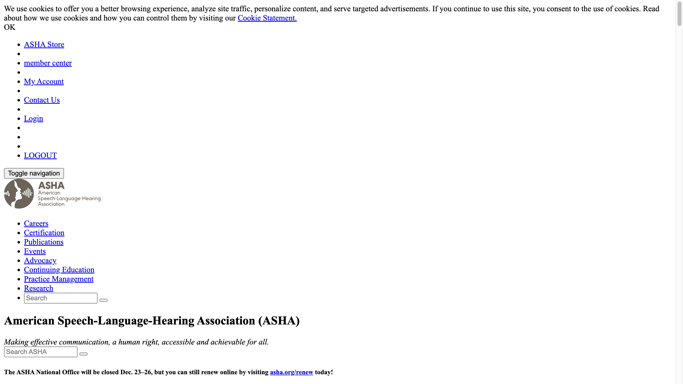 We use cookies to offer you a better browsing experience, analyze site traffic, personalize content, and serve targeted advertisements. If you continue to use this site, you consent to the use of cookies. Read
about how we use cookies and how you can control them by visiting our Cookie Statement.
OK
ASHA Store
member center
My Account
Contact Us
Login
LOGOUT
Toggle navigation
ASHA
American
Speech-Language-Hearing
Association
Careers
Certification
Publications
Events
Advocacy
Continuing Education
Practice Management
Research
Search
American Speech-Language-Hearing Association (ASHA)
Making effective communication, a human right, accessible and achievable for all.
Search ASHA
The ASHA National Office will be closed Dec. 23–26, but you can still renew online by visiting asha.org/renew today!